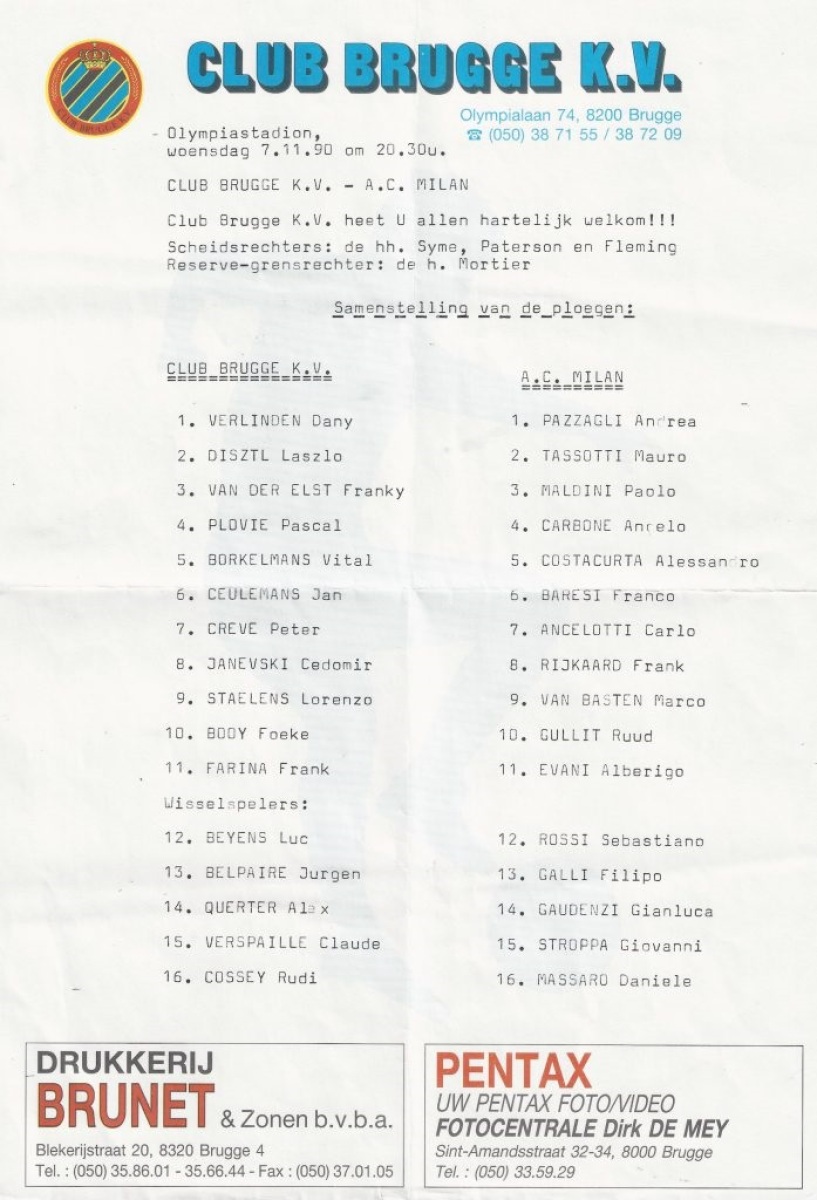 CLUB BRUGGE K.V.
CLUB BRUGGE K.V.
Olympialaan 74, 8200 Brugge
☎ (050) 38 71 55 / 38 72 09
- Olympiastadion,
woensdag 7.11.90 om 20.30u.
CLUB BRUGGE K.V. - A.C. MILAN
Club Brugge K.V. heet U allen hartelijk welkom!!!
Scheidsrechters: de hh. Syme, Paterson en Fleming
Reserve-grensrechter: de h. Mortier
Samenstelling van de ploegen:
CLUB BRUGGE K.V.
1. VERLINDEN Dany
2. DISZTL Laszlo
3. VAN DER ELST Franky
4. PLOVIE Pascal
5. BORKELMANS Vital
6. CEULEMANS Jan
7. CREVE Peter
8. JANEVSKI Cedomir
9. STAELENS Lorenzo
10. BOOY Foeke
11. FARINA Frank
Wisselspelers:
12. BEYENS Luc
13. BELPAIRE Jurgen
14. QUERTER Alex
15. VERSPAILLE Claude
16. COSSEY Rudi
A.C. MILAN
1. PAZZAGLI Andrea
2. TASSOTTI Mauro
3. MALDINI Paolo
4. CARBONE Angelo
5. COSTACURTA Alessandro
6. BARESI Franco
7. ANCELOTTI Carlo
8. RIJKAARD Frank
9. VAN BASTEN Marco
10. GULLIT Ruud
11. EVANI Alberigo
12. ROSSI Sebastiano
13. GALLI Filipo
14. GAUDENZI Gianluca
15. STROPPA Giovanni
16. MASSARO Daniele
DRUKKERIJ
BRUNET & Zonen b.v.b.a.
Blekerijstraat 20, 8320 Brugge 4
Tel. : (050) 35.86.01 - 35.66.44 - Fax : (050) 37.01.05
PENTAX
UW PENTAX FOTO/VIDEO
FOTOCENTRALE Dirk DE MEY
Sint-Amandsstraat 32-34, 8000 Brugge
Tel. : (050) 33.59.29